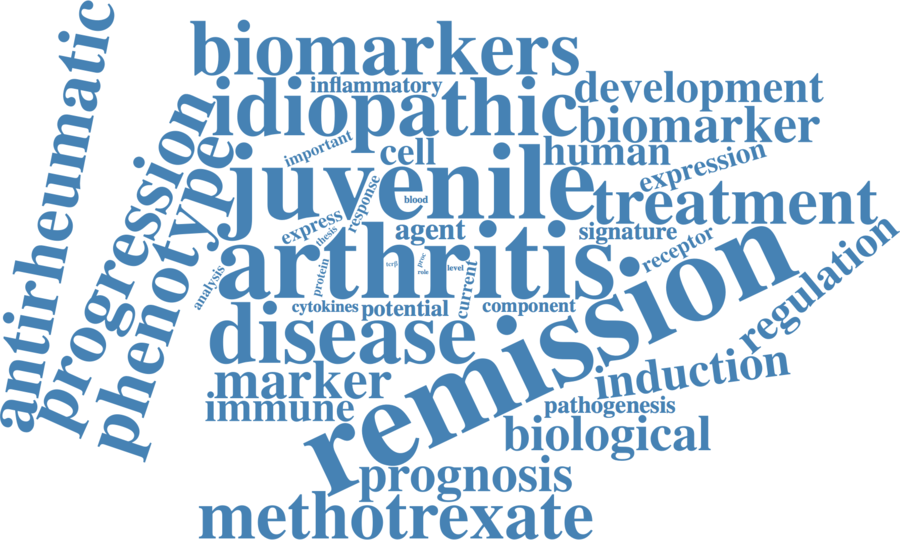 antirheumatic
progression
phenotype
biomarkers
inflammatory
idiopathic
development
biomarker
important
cell
human
expression
juvenile
response
blood
treatment
express
thesis
agent
signature
receptor
arthritis
analysis
protein
role
level
current
regulation
cytokines
potential
component
disease
remission
marker
induction
immune
pathogenesis
biological
prognosis
methotrexate